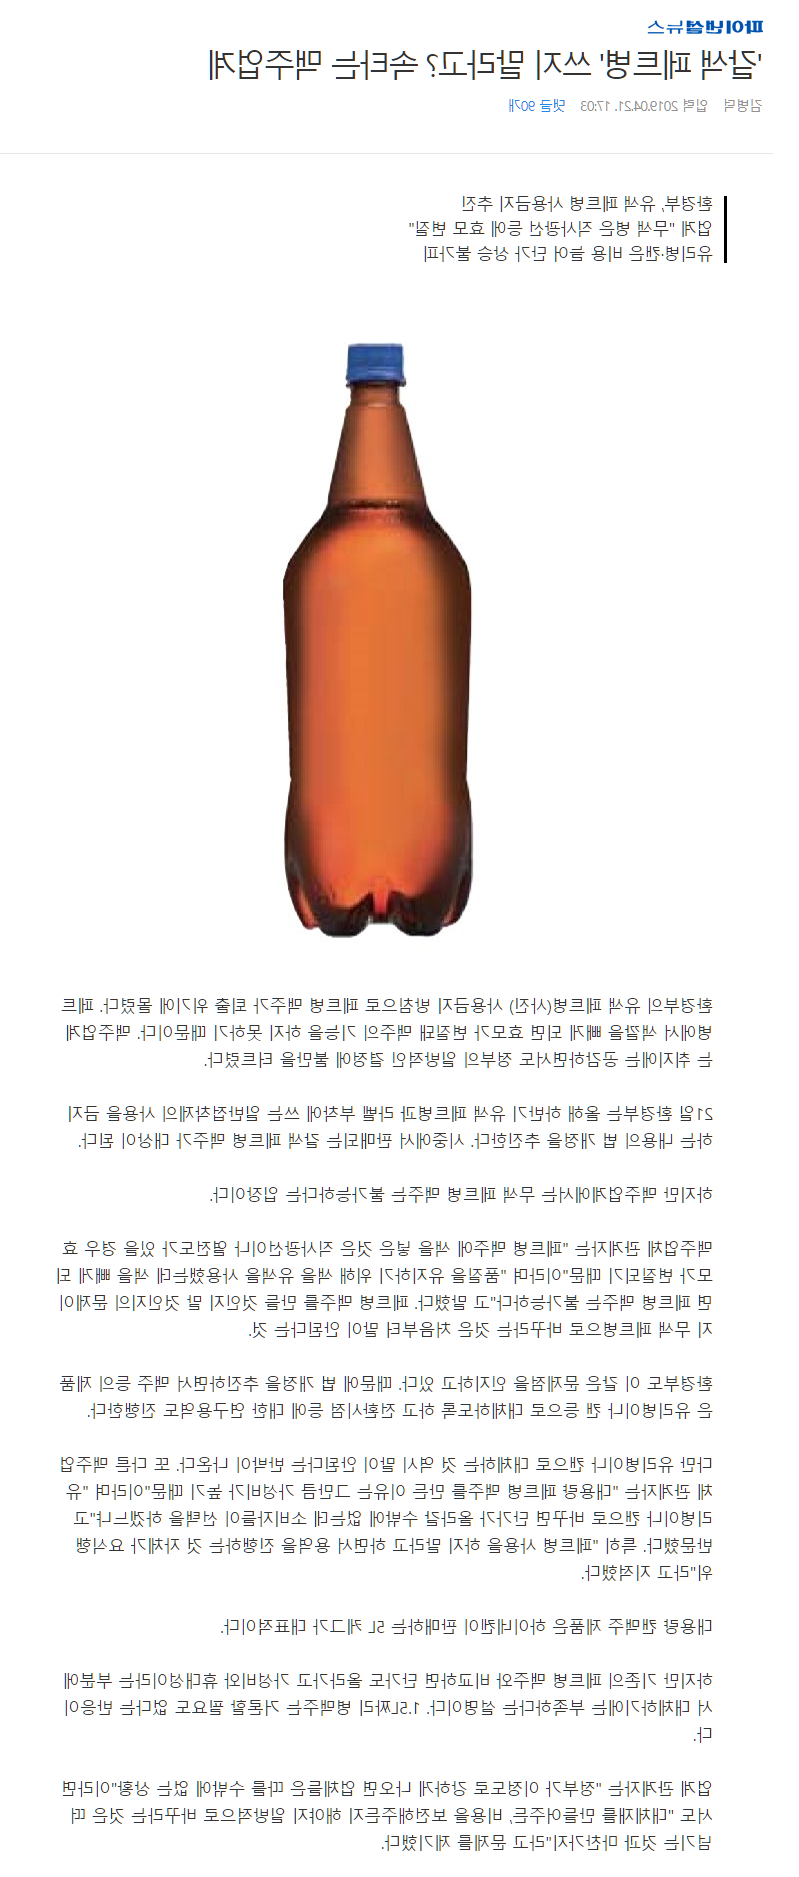 파이낸셜뉴스
'갈색 페트병' 쓰지 말라고? 속타는 맥주업계
김병덕 입력 2019.04.21. 17:03 댓글 90개
환경부, 유색 페트병 사용금지 추진
업계 "무색 병은 직사광선 등에 효모 변질"
유리병·캔은 비용 늘어 단가 상승 불가피
환경부의 유색 페트병(사진) 사용금지 방침으로 페트병 맥주가 퇴출 위기에 몰렸다. 페트
병에서 색깔을 빼게 되면 효모가 변질돼 맥주의 기능을 하지 못하기 때문이다. 맥주업계
는 취지에는 공감하면서도 정부의 일방적인 결정에 불만을 터트렸다.
21일 환경부는 올해 하반기 유색 페트병과 라벨 부착에 쓰는 일반접착제의 사용을 금지
하는 내용의 법 개정을 추진한다. 시중에서 판매되는 갈색 페트병 맥주가 대상이 된다.
하지만 맥주업계에서는 무색 페트병 맥주는 불가능하다는 입장이다.
맥주업체 관계자는 "페트병 맥주에 색을 넣은 것은 직사광선이나 열전도가 있을 경우 효
모가 변질되기 때문"이라며 "품질을 유지하기 위해 색을 유색을 사용했는데 색을 빼게 되
면 페트병 맥주는 불가능하다"고 말했다. 페트병 맥주를 만들 것인지 말 것인지의 문제이
지 무색 페트병으로 바꾸라는 것은 처음부터 말이 안된다는 것.
환경부도 이 같은 문제점을 인지하고 있다. 때문에 법 개정을 추진하면서 맥주 등의 제품
은 유리병이나 캔 등으로 대체하도록 하고 전환시점 등에 대한 연구용역도 진행한다.
다만 유리병이나 캔으로 대체하는 것 역시 말이 안된다는 반박이 나온다. 또 다른 맥주업
체 관계자는 "대용량 페트병 맥주를 만든 이유는 그만큼 가성비가 높기 때문"이라며 "유
리병이나 캔으로 바꾸면 단가가 올라갈 수밖에 없는데 소비자들이 선택을 하겠느냐"고
반문했다. 특히 "페트병 사용을 하지 말라고 하면서 용역을 진행하는 것 자체가 요식행
위"라고 지적했다.
대용량 캔맥주 제품은 하이네켄이 판매하는 5L 케그가 대표적이다.
하지만 기존의 페트병 맥주와 비교하면 단가도 올라가고 가성비와 휴대성이라는 부분에
서 대체하기에는 부족하다는 설명이다. 1.5L짜리 병맥주는 거론할 필요도 없다는 반응이
다.
업계 관계자는 "정부가 이정도로 강하게 나오면 업체들은 따를 수밖에 없는 상황"이라면
서도 "대체재를 만들어주든, 비용을 보전해주든지 해야지 일방적으로 바꾸라는 것은 떠
넘기는 것과 마찬가지"라고 문제를 제기했다.